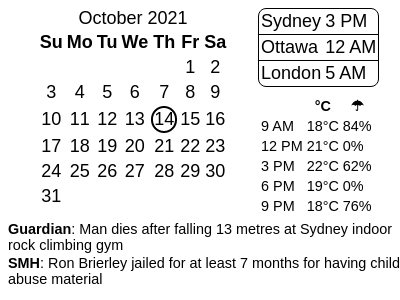 October 2021
Su Mo Tu We Th Fr Sa
1 2
3 4 5 6 7 8 9
10 11 12 13 14 15 16
17 18 19 20 21 22 23
24 25 26 27 28 29 30
31
Sydney 3 PM
Ottawa 12 AM
London 5 AM
°C ☂
9 AM 18°C 84%
12 PM 21°C 0%
3 PM 22°C 62%
6 PM 19°C 0%
9 PM 18°C 76%
Guardian: Man dies after falling 13 metres at Sydney indoor
rock climbing gym
SMH: Ron Brierley jailed for at least 7 months for having child
abuse material